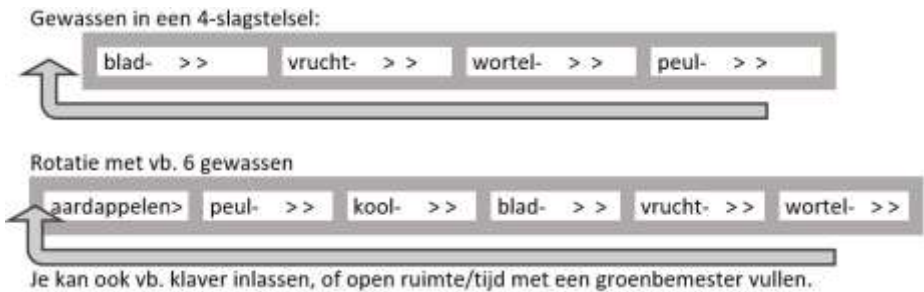 Gewassen in een 4-slagstelsel:
blad- > > vrucht- > > wortel- > > peul- > >
Rotatie met vb. 6 gewassen
aardappelen> peul- > > kool- > > blad- > > vrucht- > > wortel- > >
Je kan ook vb. klaver inlassen, of open ruimte/tijd met een groenbemester vullen.